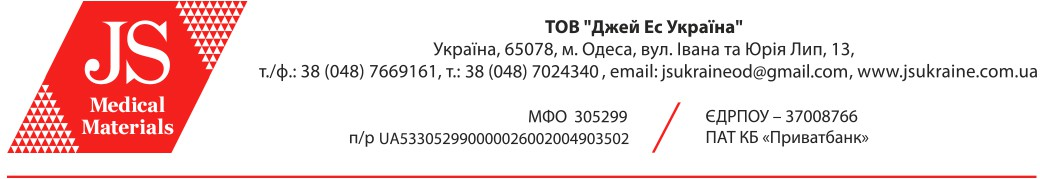 JS
Medical
Materials
ТОВ "Джей Ес Україна"
Україна, 65078, м. Одеса, вул. Івана та Юрія Лип, 13,
т./ф.: 38 (048) 7669161, т.: 38 (048) 7024340 , email: jsukraineod@gmail.com, www.jsukraine.com.ua
МФО 305299
п/р UA533052990000026002004903502
ЄДРПОУ – 37008766
ПАТ КБ «Приватбанк»